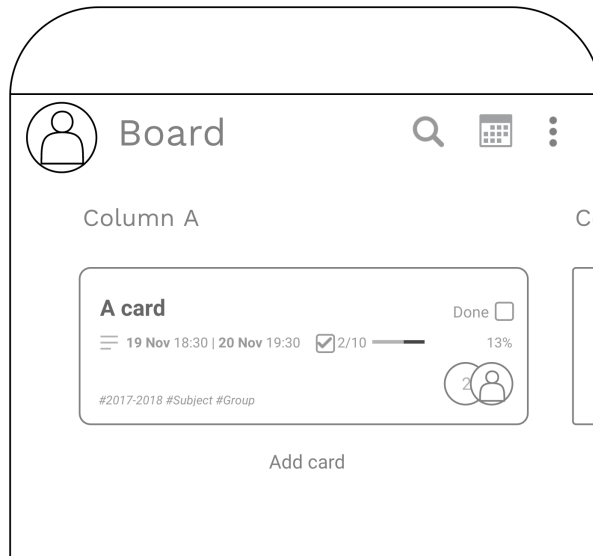 Board
Column A
C
A card
Done
19 Nov 18:30 | 20 Nov 19:30 2/10 13%
2
#2017-2018 #Subject #Group
Add card